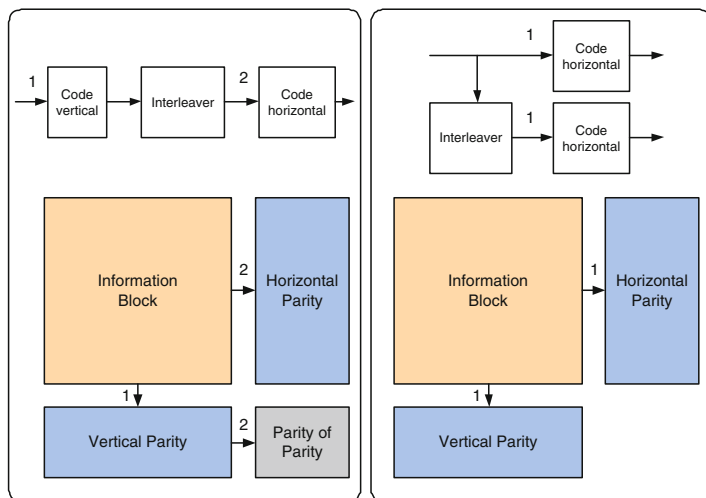 1
Code
vertical
Interleaver
2
Code
horizontal
Information
Block
2
Horizontal
Parity
1
Vertical Parity
2
Parity of
Parity
1
Code
horizontal
Interleaver
1
Code
horizontal
Information
Block
1
Horizontal
Parity
1
Vertical Parity